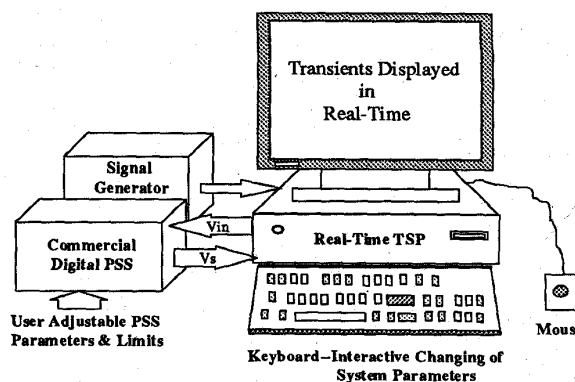 Transients Displayed
in
Real-Time
Signal
Generator
Vin
Commercial
Digital PSS
Vs
Real-Time TSP
User Adjustable PSS
Parameters & Limits
Mous
Keyboard–Interactive Changing of
System Parameters